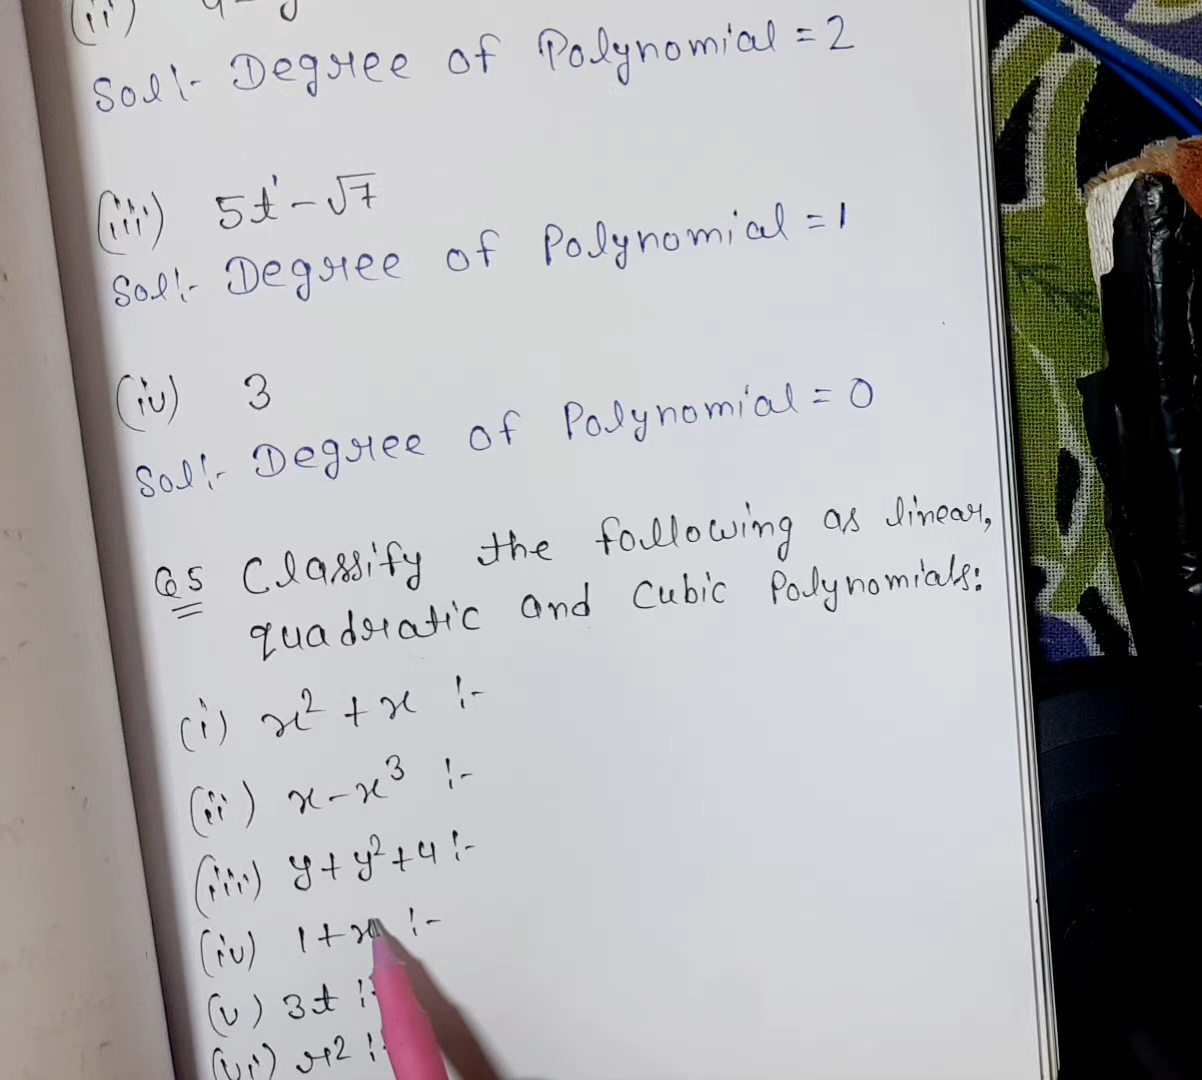 (ii)
Sol:- Degree of Polynomial = 2
(iii) 5t¹ - √7
Sol:- Degree of Polynomial = 1
(iv) 3
Sol:- Degree of Polynomial = 0
Q5 Classify the following as linear,
quadratic and Cubic Polynomials:
(i) x² + x :-
(ii) x - x³ :-
(iii) y + y² + 4 :-
(iv) 1 + x :-
(v) 3t :-
(vi) r2 :-